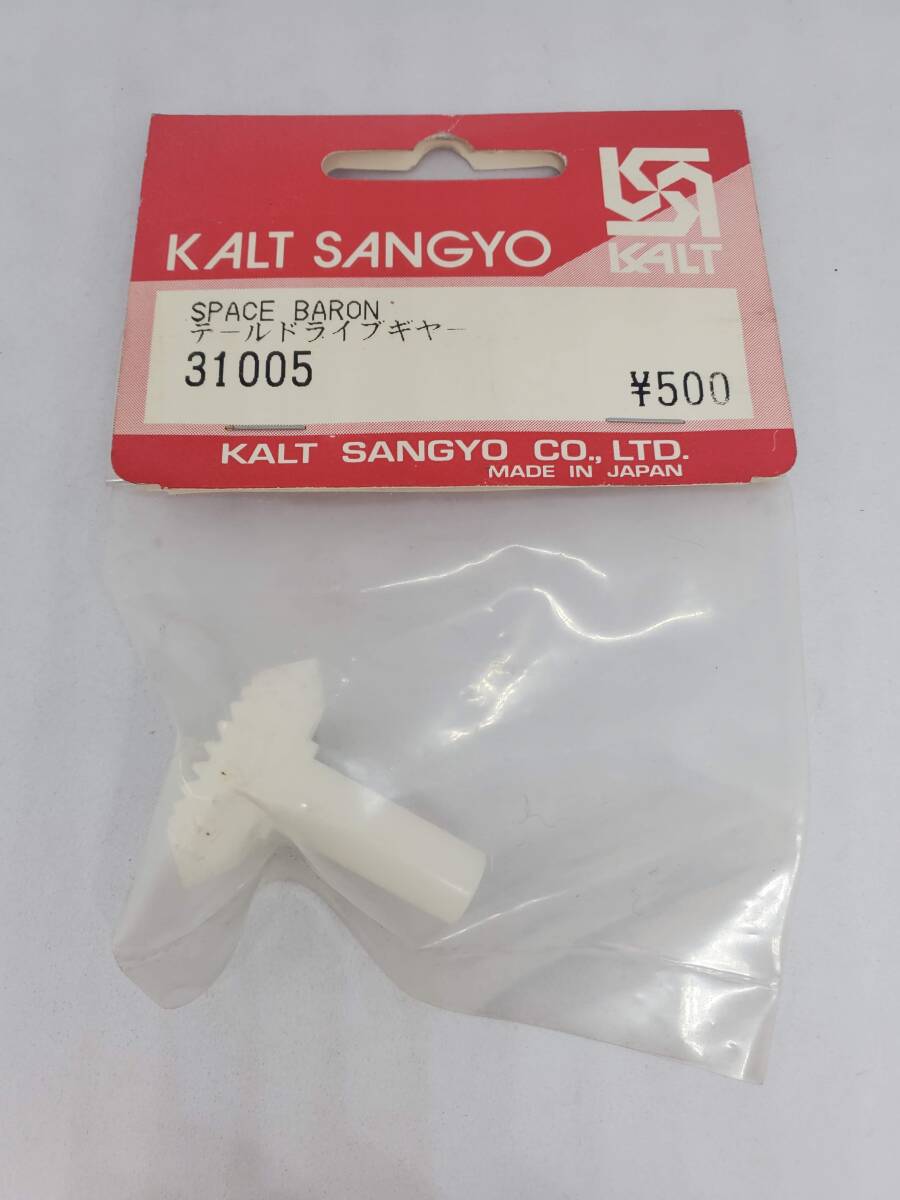 KALT SANGYO
KALT
SPACE BARON
テールドライブギヤー
31005
¥500
KALT SANGYO CO., LTD.
MADE IN JAPAN